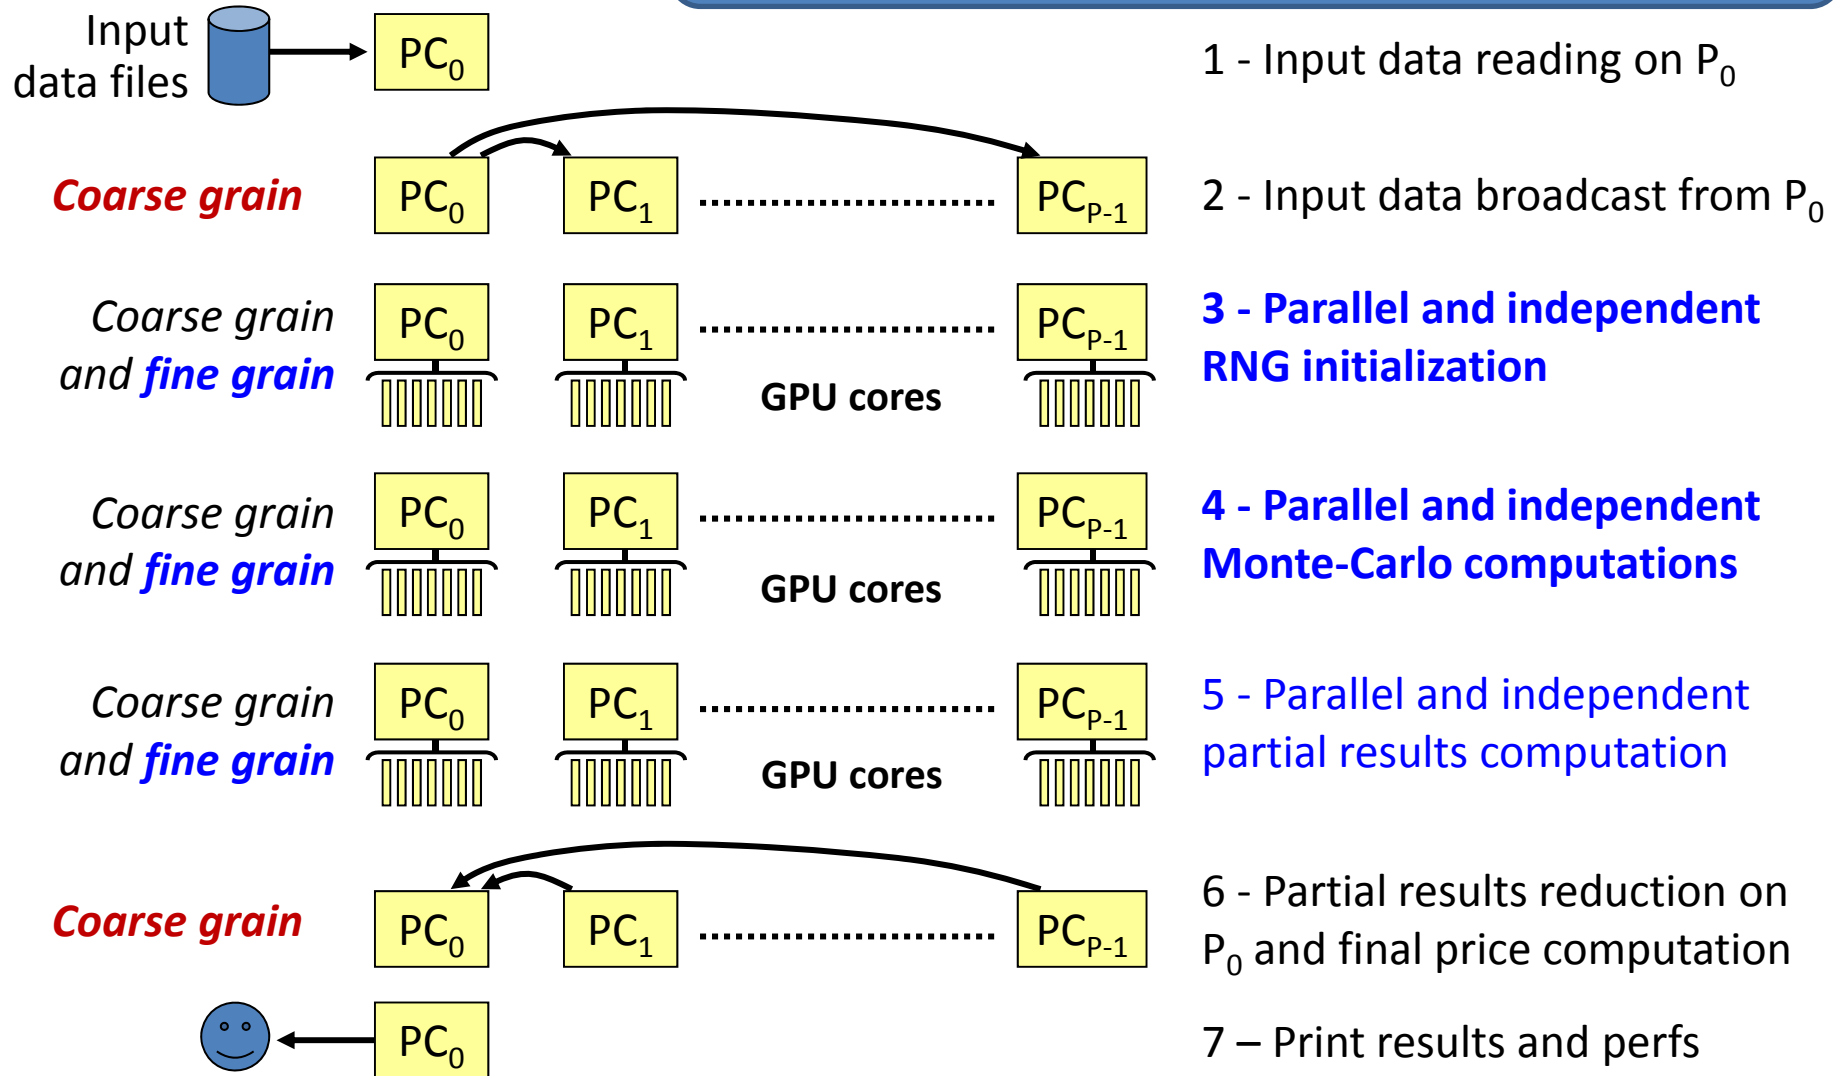 Input
data files
PC0
1 - Input data reading on P0
Coarse grain
PC0
PC1
PCP-1
2 - Input data broadcast from P0
Coarse grain
and fine grain
PC0
PC1
PCP-1
GPU cores
3 - Parallel and independent
RNG initialization
Coarse grain
and fine grain
PC0
PC1
PCP-1
GPU cores
4 - Parallel and independent
Monte-Carlo computations
Coarse grain
and fine grain
PC0
PC1
PCP-1
GPU cores
5 - Parallel and independent
partial results computation
Coarse grain
PC0
PC1
PCP-1
6 - Partial results reduction on
P0 and final price computation
PC0
7 – Print results and perfs